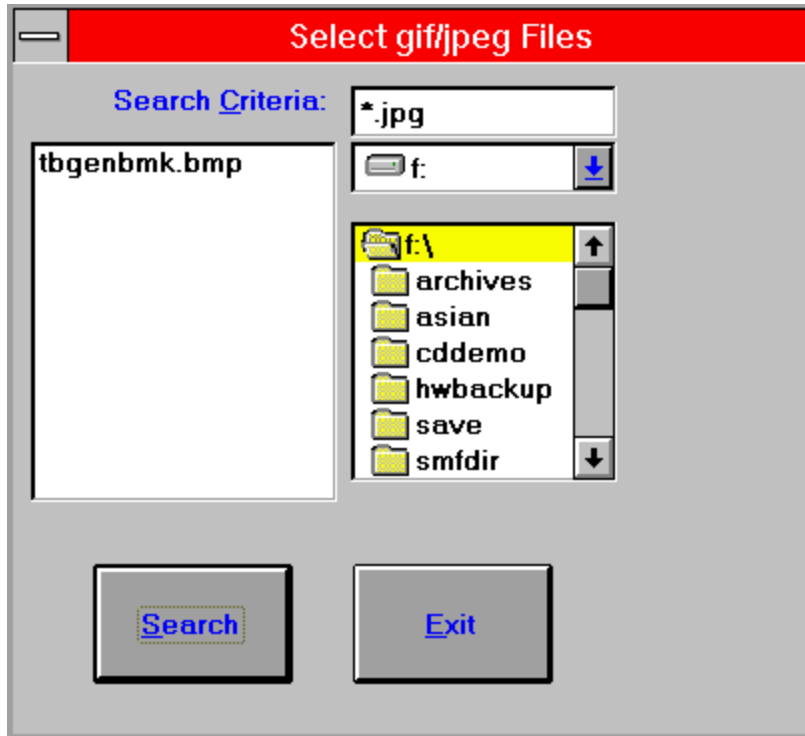 Select gif/jpeg Files
Search Criteria:
*.jpg
tbgenbmk.bmp
f:
f:\
archives
asian
cddemo
hwbackup
save
smfdir
Search
Exit